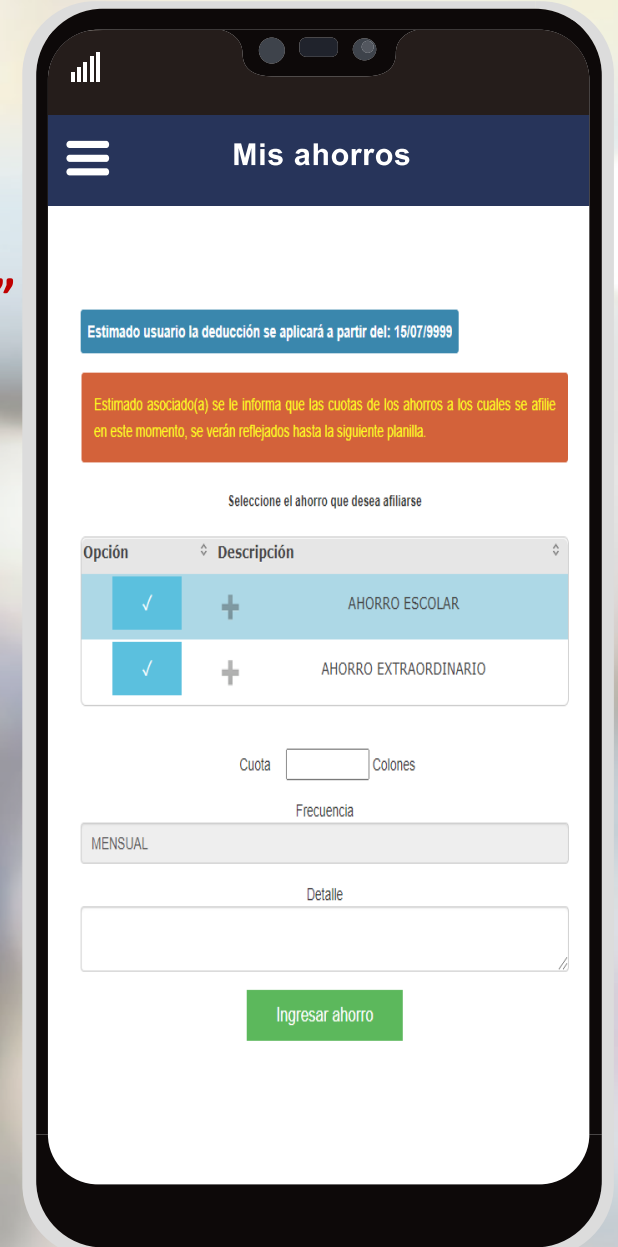 Mis ahorros
”
Estimado usuario la deducción se aplicará a partir del: 15/07/9999
Estimado asociado(a) se le informa que las cuotas de los ahorros a los cuales se afilie
en este momento, se verán reflejados hasta la siguiente planilla.
Seleccione el ahorro que desea afiliarse
Opción Descripción
√ + AHORRO ESCOLAR
√ + AHORRO EXTRAORDINARIO
Cuota Colones
Frecuencia
MENSUAL
Detalle
Ingresar ahorro